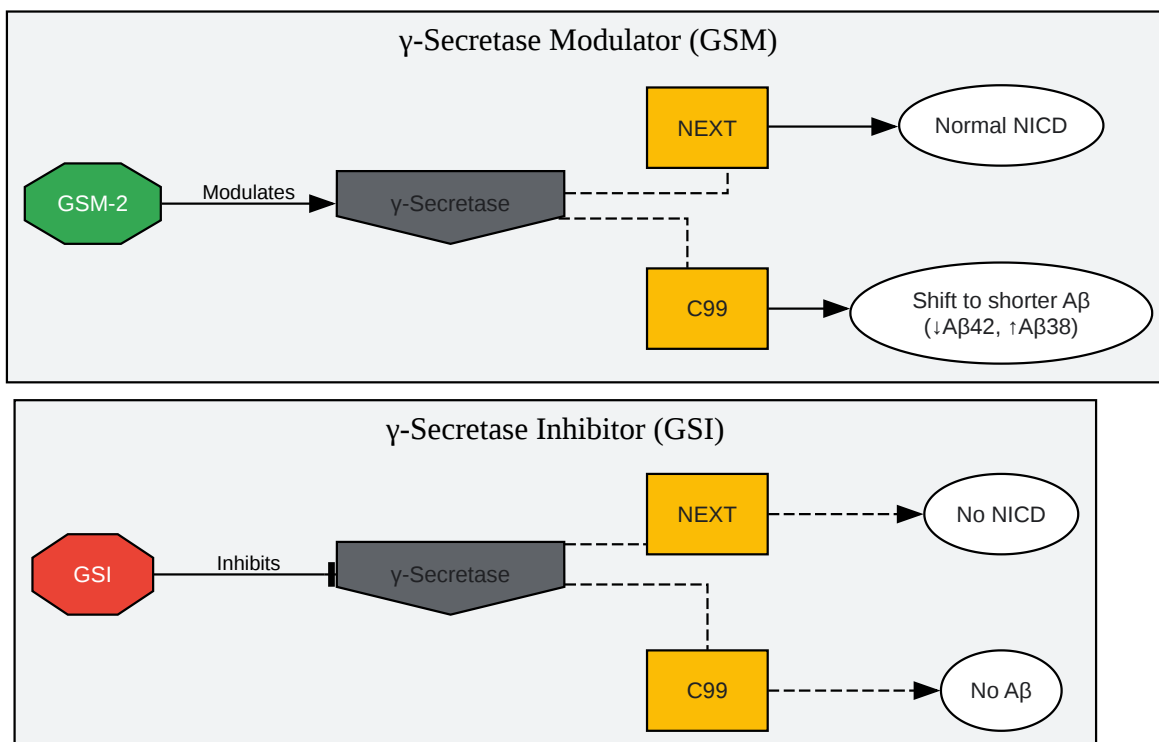 γ-Secretase Modulator (GSM)
NEXT
Normal NICD
GSM-2
Modulates
γ-Secretase
C99
Shift to shorter Aβ
(↓Aβ42, ↑Aβ38)
γ-Secretase Inhibitor (GSI)
NEXT
No NICD
GSI
Inhibits
γ-Secretase
C99
No Aβ